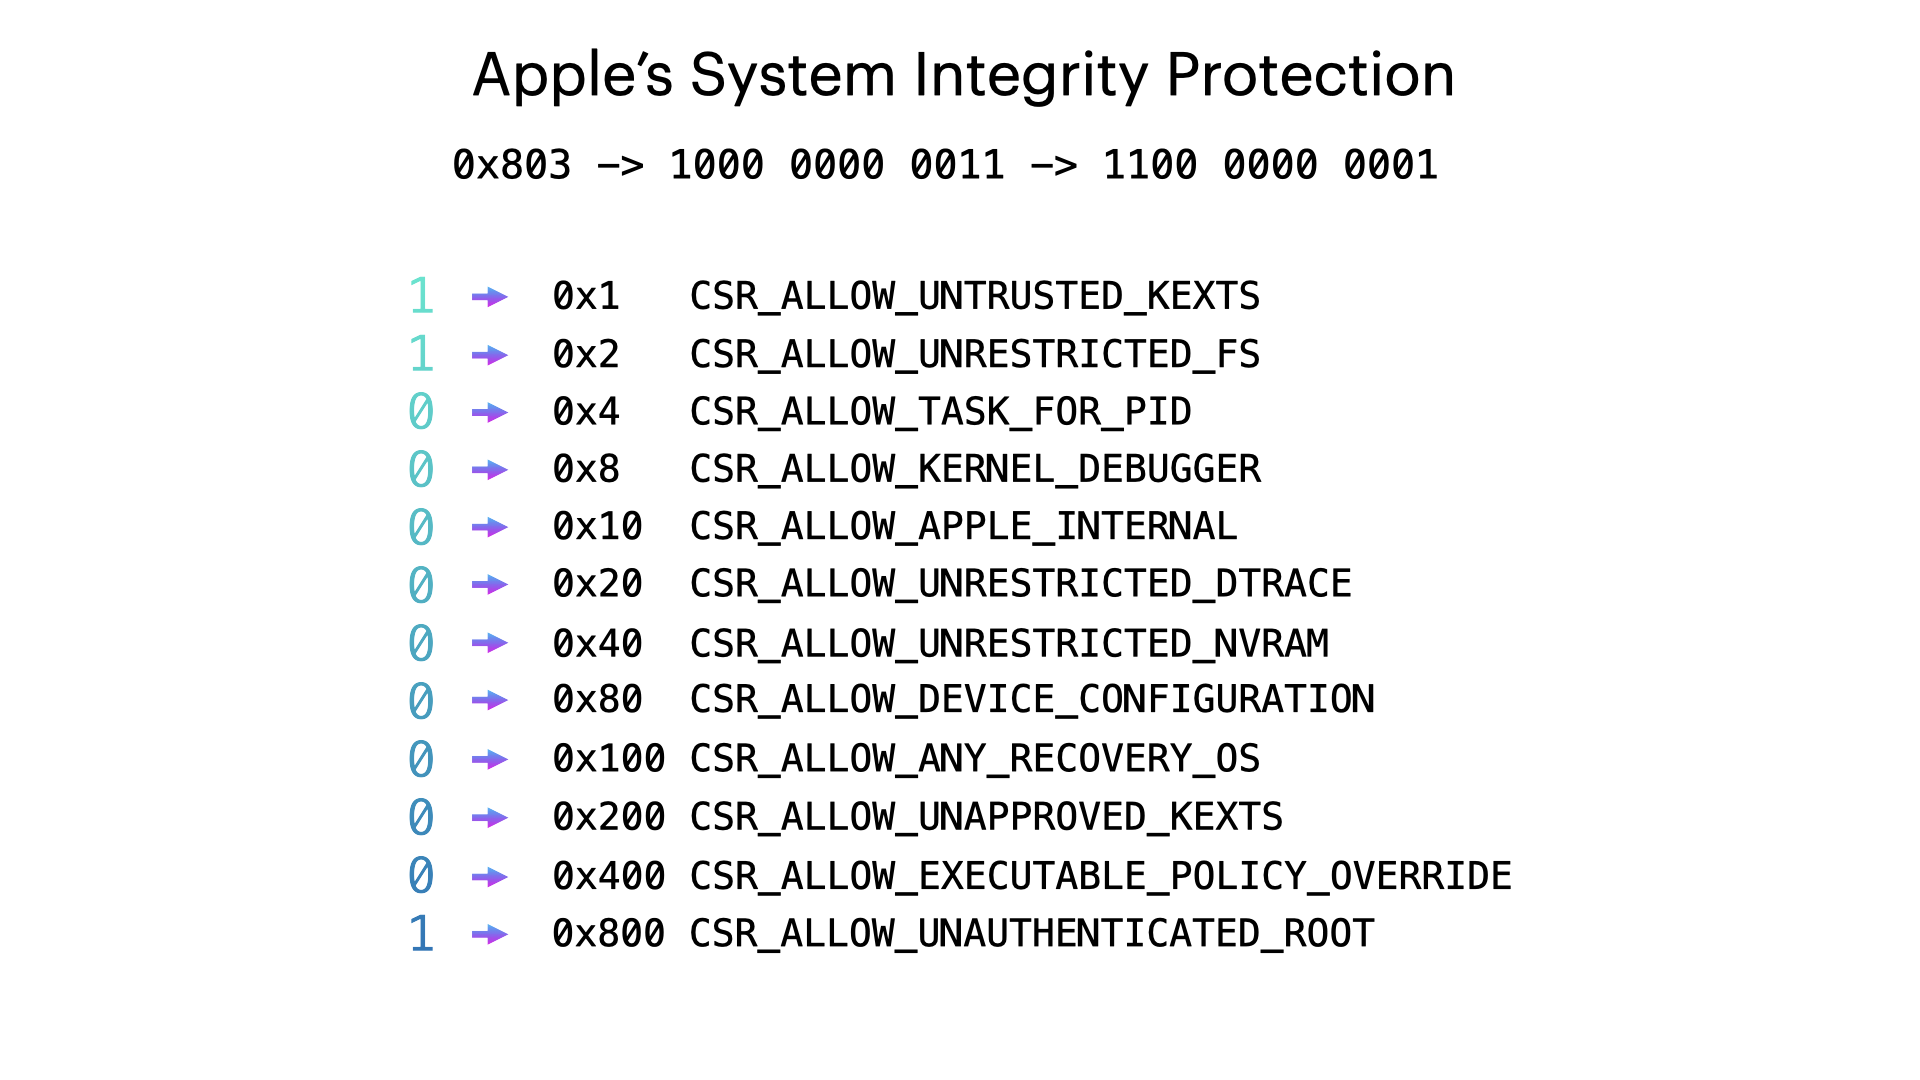 Apple’s System Integrity Protection
0x803 –> 1000 0000 0011 –> 1100 0000 0001
1 0x1 CSR_ALLOW_UNTRUSTED_KEXTS
1 0x2 CSR_ALLOW_UNRESTRICTED_FS
0 0x4 CSR_ALLOW_TASK_FOR_PID
0 0x8 CSR_ALLOW_KERNEL_DEBUGGER
0 0x10 CSR_ALLOW_APPLE_INTERNAL
0 0x20 CSR_ALLOW_UNRESTRICTED_DTRACE
0 0x40 CSR_ALLOW_UNRESTRICTED_NVRAM
0 0x80 CSR_ALLOW_DEVICE_CONFIGURATION
0 0x100 CSR_ALLOW_ANY_RECOVERY_OS
0 0x200 CSR_ALLOW_UNAPPROVED_KEXTS
0 0x400 CSR_ALLOW_EXECUTABLE_POLICY_OVERRIDE
1 0x800 CSR_ALLOW_UNAUTHENTICATED_ROOT